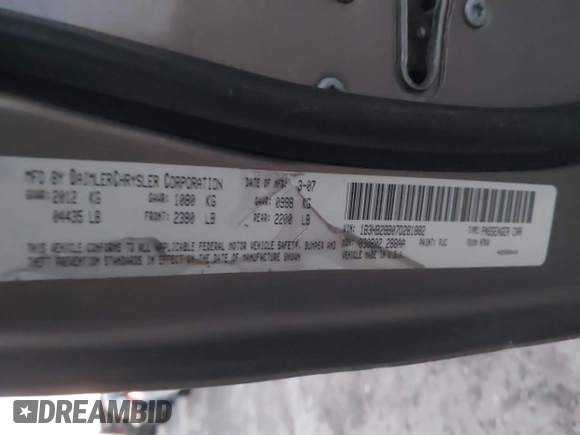 MFD BY DAIMLERCHRYSLER CORPORATION DATE OF MFR 3-07
GVWR: 2012 KG GAWR: 1080 KG GAWR: 0998 KG
04435 LB FRONT: 2380 LB REAR: 2200 LB
THIS VEHICLE CONFORMS TO ALL APPLICABLE FEDERAL MOTOR VEHICLE SAFETY, BUMPER AND
THEFT PREVENTION STANDARDS IN EFFECT ON THE DATE OF MANUFACTURE SHOWN
VIN: TYPE: PASSENGER CAR
PAINT: PJC TRIM:
VEHICLE MADE IN U.S.A
DREAMBID